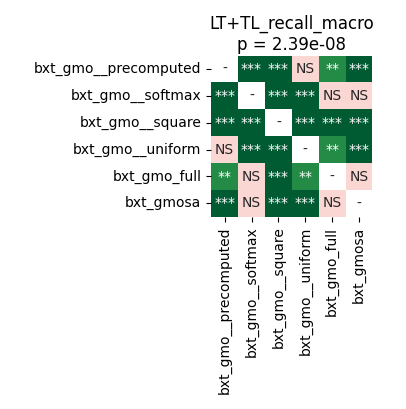 LT+TL_recall_macro
p = 2.39e-08
bxt_gmo__precomputed - *** *** NS ** ***
bxt_gmo__softmax *** - *** *** NS NS
bxt_gmo__square *** *** - *** *** ***
bxt_gmo__uniform NS *** *** - ** ***
bxt_gmo_full ** NS *** ** - NS
bxt_gmosa *** NS *** *** NS -
bxt_gmo__precomputed
bxt_gmo__softmax
bxt_gmo__square
bxt_gmo__uniform
bxt_gmo_full
bxt_gmosa